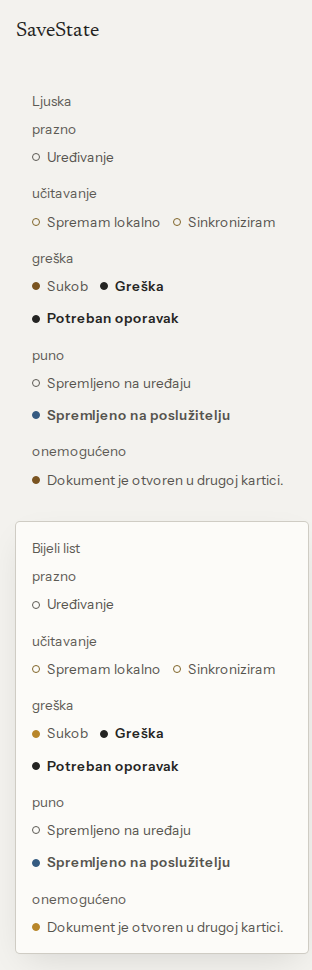 SaveState
Ljuska
prazno
Uređivanje
učitavanje
Spremam lokalno Sinkroniziram
greška
Sukob Greška
Potreban oporavak
puno
Spremljeno na uređaju
Spremljeno na poslužitelju
onemogućeno
Dokument je otvoren u drugoj kartici.
Bijeli list
prazno
Uređivanje
učitavanje
Spremam lokalno Sinkroniziram
greška
Sukob Greška
Potreban oporavak
puno
Spremljeno na uređaju
Spremljeno na poslužitelju
onemogućeno
Dokument je otvoren u drugoj kartici.